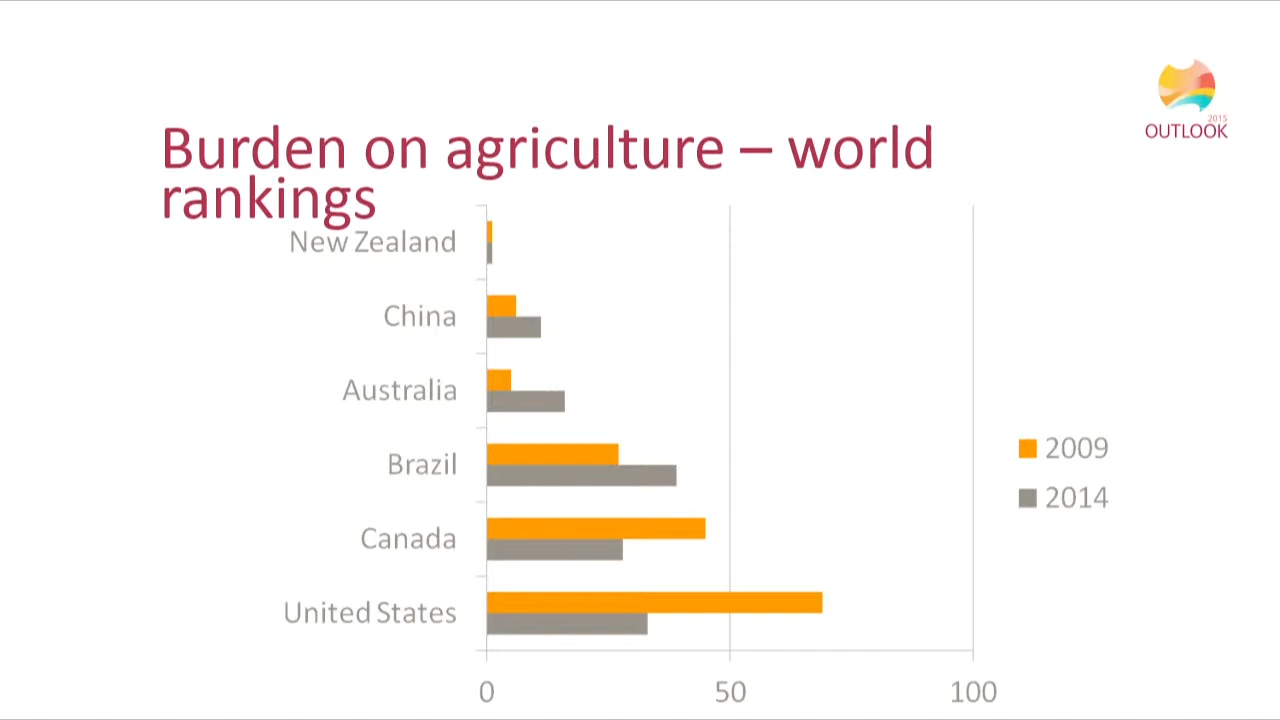 2015
OUTLOOK
Burden on agriculture – world
rankings
New Zealand
China
Australia
Brazil
Canada
United States
2009
2014
0 50 100